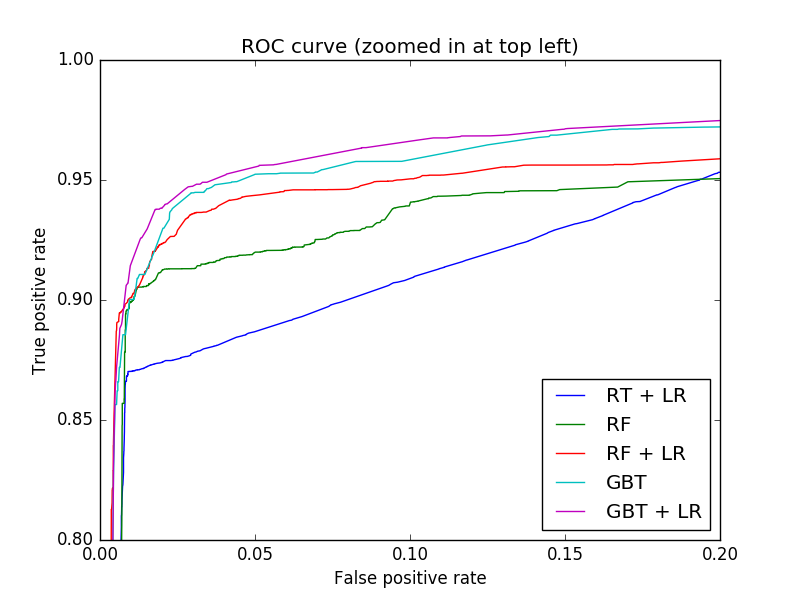 ROC curve (zoomed in at top left)
1.00
0.95
0.90
0.85
0.80
True positive rate
RT + LR
RF
RF + LR
GBT
GBT + LR
0.00 0.05 0.10 0.15 0.20
False positive rate